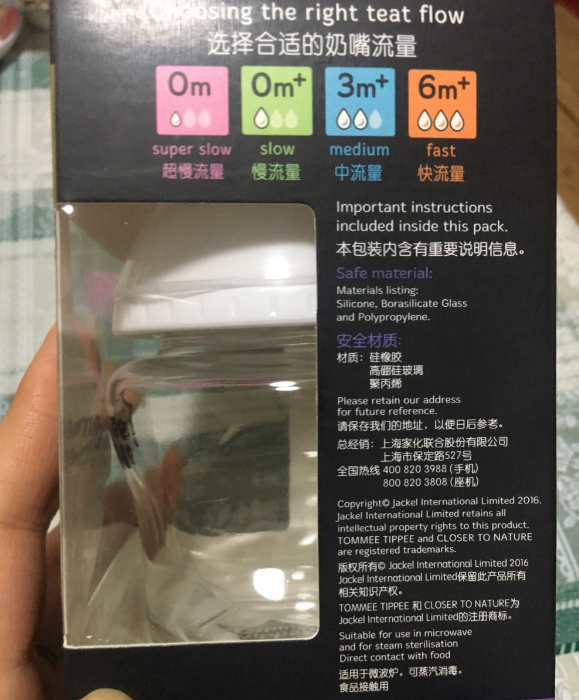 the right teat flow
选择合适的奶嘴流量
0m 0m+ 3m+ 6m+
super slow slow medium fast
超慢流量 慢流量 中流量 快流量
Important instructions
included inside this pack.
本包装内含有重要说明信息。
Safe material:
Materials listing:
Silicone, Borasilicate Glass
and Polypropylene.
安全材质:
材质: 硅橡胶
高硼硅玻璃
聚丙烯
Please retain our address
for future reference.
请保存我们的地址，以便日后参考。
总经销: 上海家化联合股份有限公司
上海市保定路527号
全国热线 400 820 3988 (手机)
800 820 3808 (座机)
Copyright© Jackel International Limited 2016.
Jackel International Limited retains all
intellectual property rights to this product.
TOMMEE TIPPEE and CLOSER TO NATURE
are registered trademarks.
版权所有© Jackel International Limited 2016
Jackel International Limited保留此产品所有
相关知识产权。
TOMMEE TIPPEE 和 CLOSER TO NATURE为
Jackel International Limited的注册商标。
Suitable for use in microwave
and for steam sterilisation
Direct contact with food
适用于微波炉。可蒸汽消毒。
食品接触用